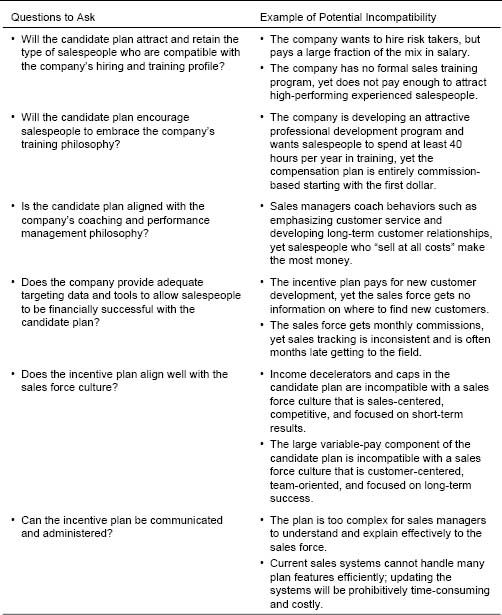 Questions to Ask
Example of Potential Incompatibility
• Will the candidate plan attract and retain the
type of salespeople who are compatible with
the company's hiring and training profile?
• The company wants to hire risk takers, but
pays a large fraction of the mix in salary.
• The company has no formal sales training
program, yet does not pay enough to attract
high-performing experienced salespeople.
• Will the candidate plan encourage
salespeople to embrace the company's
training philosophy?
• The company is developing an attractive
professional development program and
wants salespeople to spend at least 40
hours per year in training, yet the
compensation plan is entirely commission-
based starting with the first dollar.
• Is the candidate plan aligned with the
company's coaching and performance
management philosophy?
• Sales managers coach behaviors such as
emphasizing customer service and
developing long-term customer relationships,
yet salespeople who “sell at all costs” make
the most money.
• Does the company provide adequate
targeting data and tools to allow salespeople
to be financially successful with the
candidate plan?
• The incentive plan pays for new customer
development, yet the sales force gets no
information on where to find new customers.
• The sales force gets monthly commissions,
yet sales tracking is inconsistent and is often
months late getting to the field.
• Does the incentive plan align well with the
sales force culture?
• Income decelerators and caps in the
candidate plan are incompatible with a sales
force culture that is sales-centered,
competitive, and focused on short-term
results.
• The large variable-pay component of the
candidate plan is incompatible with a sales
force culture that is customer-centered,
team-oriented, and focused on long-term
success.
• Can the incentive plan be communicated
and administered?
• The plan is too complex for sales managers
to understand and explain effectively to
the sales force.
• Current sales systems cannot handle many
plan features efficiently; updating the
systems will be prohibitively time-consuming
and costly.